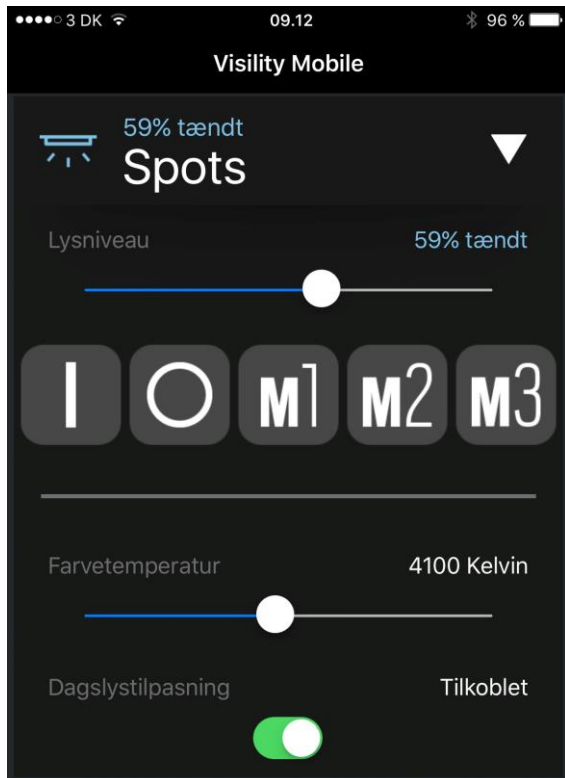 3 DK 09.12 96 %
Visility Mobile
59% tændt
Spots
Lysniveau 59% tændt
I O M1 M2 M3
Farvetemperatur 4100 Kelvin
Dagslystilpasning Tilkoblet